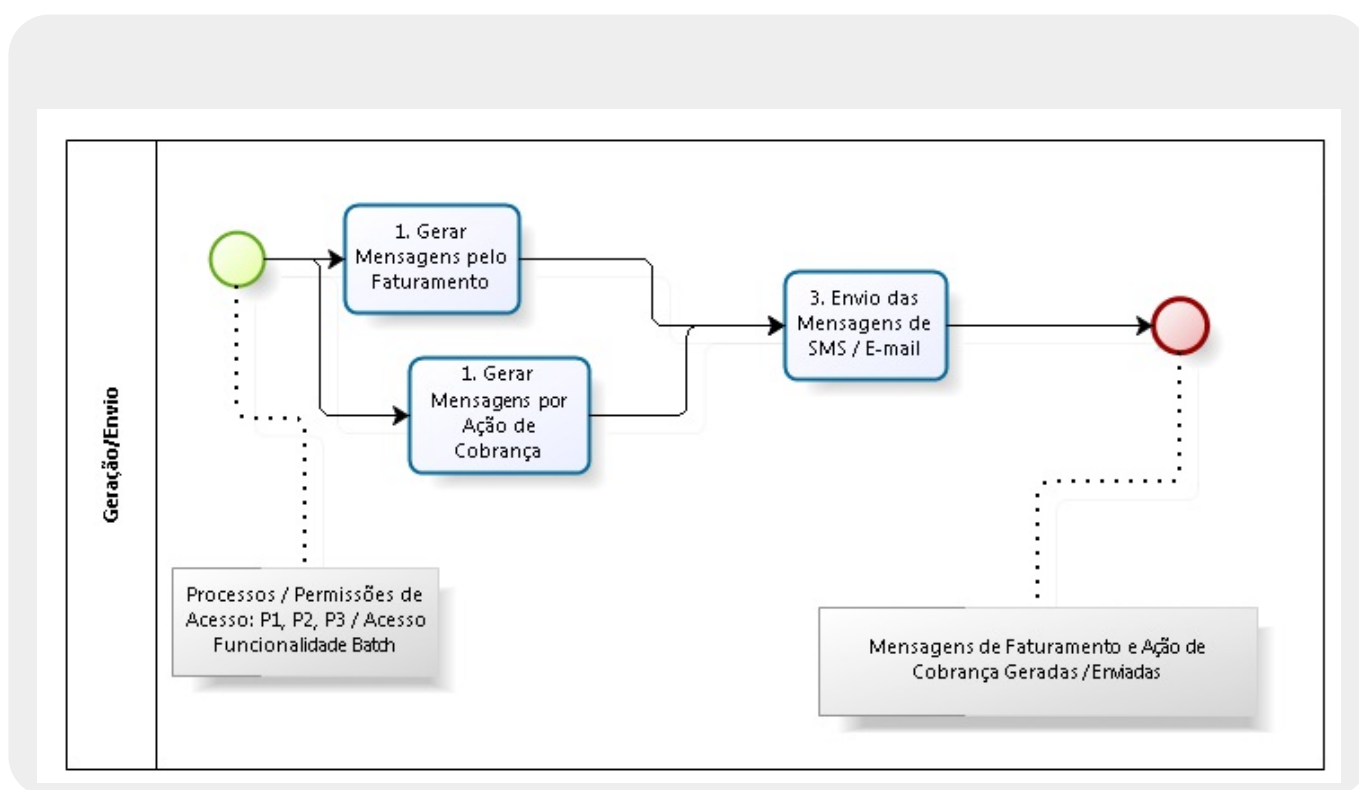 Geração/Envio
1. Gerar
Mensagens pelo
Faturamento
1. Gerar
Mensagens por
Ação de
Cobrança
3. Envio das
Mensagens de
SMS / E-mail
Processos / Permissões de
Acesso: P1, P2, P3 / Acesso
Funcionalidade Batch
Mensagens de Faturamento e Ação de
Cobrança Geradas / Enviadas